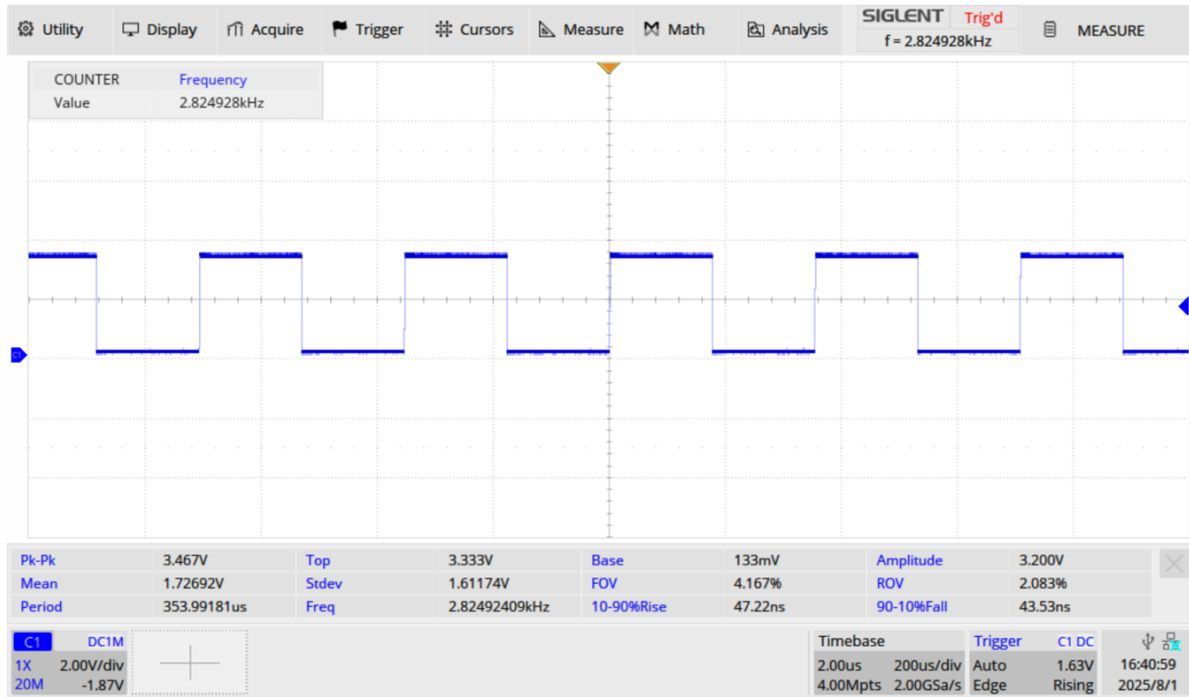 Utility Display Acquire Trigger Cursors Measure Math Analysis SIGLENT Trig'd MEASURE
f = 2.824928kHz
COUNTER Frequency
Value 2.824928kHz
C1
Pk-Pk 3.467V Top 3.333V Base 133mV Amplitude 3.200V
Mean 1.72692V Stdev 1.61174V FOV 4.167% ROV 2.083%
Period 353.99181us Freq 2.82492409kHz 10-90%Rise 47.22ns 90-10%Fall 43.53ns
C1 DC1M Timebase Trigger C1 DC
1X 2.00V/div 2.00us 200us/div Auto 1.63V 16:40:59
20M -1.87V 4.00Mpts 2.00GSa/s Edge Rising 2025/8/1